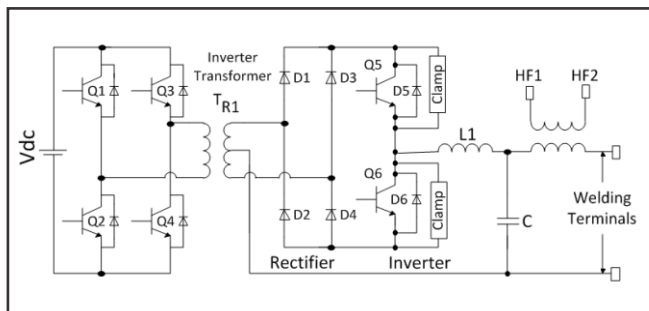 Inverter
Transformer
TR1
Q1
Q3
D1
D3
Q5
D5
Clamp
HF1
HF2
Vdc
L1
Q2
Q4
D2
D4
Q6
D6
Clamp
C
Welding
Terminals
Rectifier
Inverter